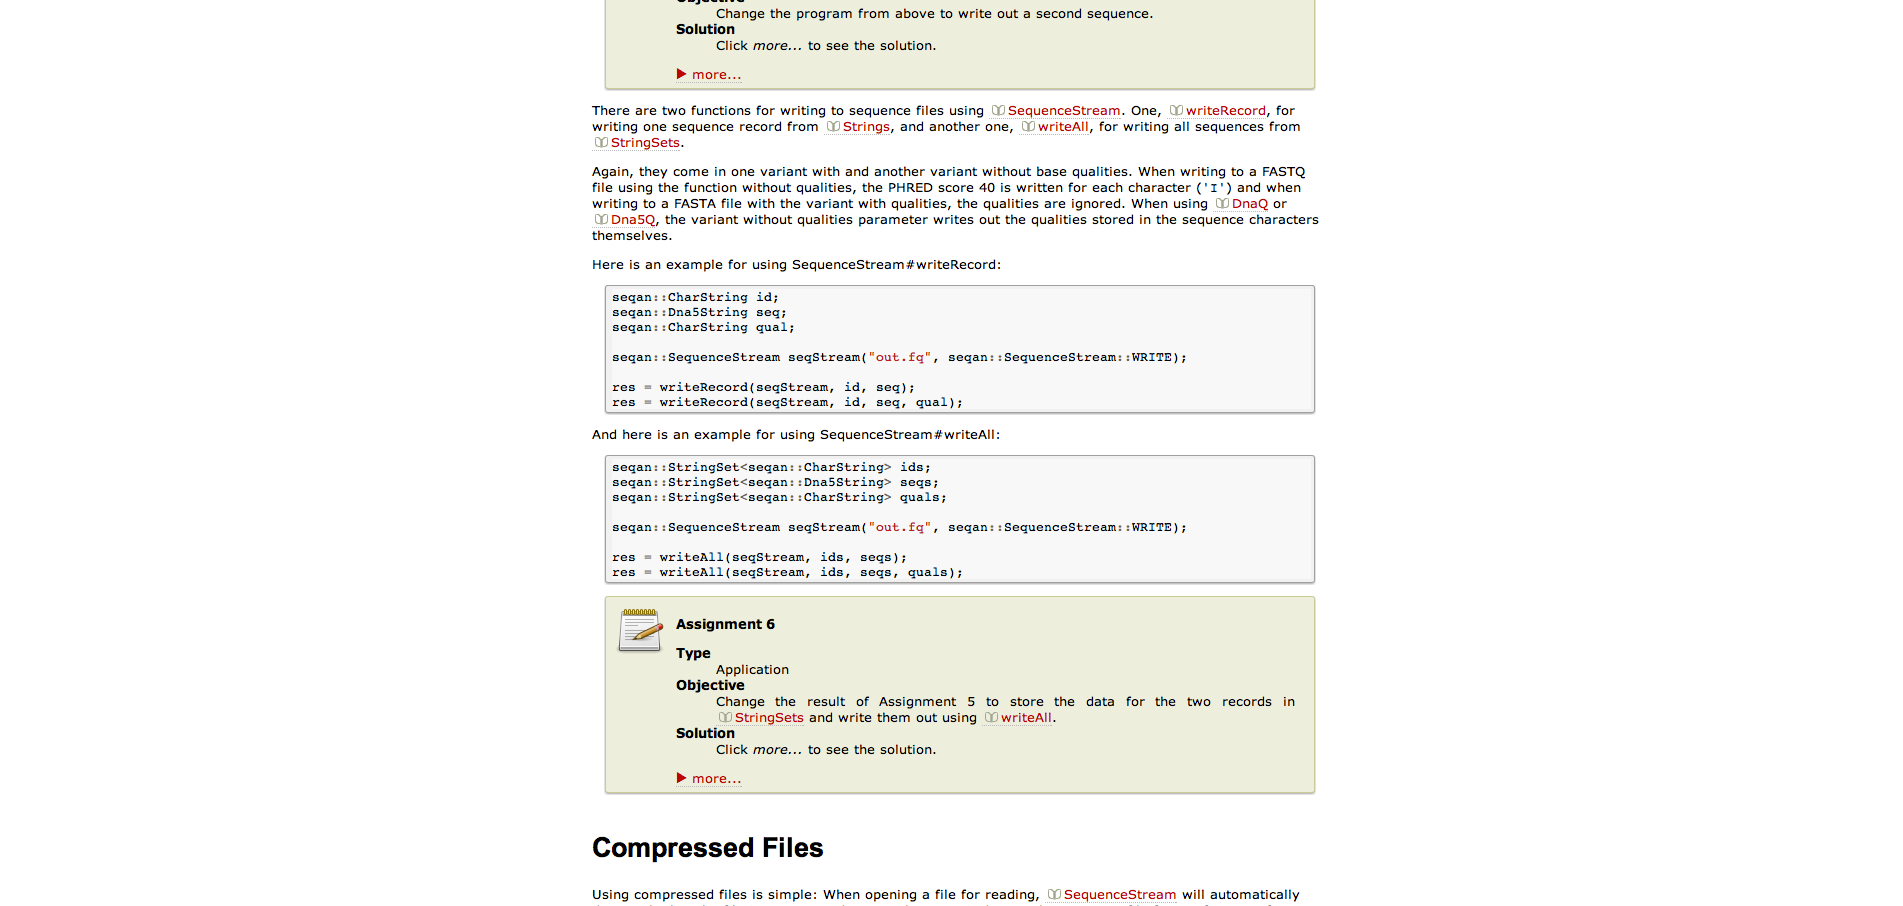 Objective
Change the program from above to write out a second sequence.
Solution
Click more... to see the solution.
more...
There are two functions for writing to sequence files using SequenceStream. One, writeRecord, for
writing one sequence record from Strings, and another one, writeAll, for writing all sequences from
StringSets.
Again, they come in one variant with and another variant without base qualities. When writing to a FASTQ
file using the function without qualities, the PHRED score 40 is written for each character ('I') and when
writing to a FASTA file with the variant with qualities, the qualities are ignored. When using DnaQ or
Dna5Q, the variant without qualities parameter writes out the qualities stored in the sequence characters
themselves.
Here is an example for using SequenceStream#writeRecord:
seqan::CharString id;
seqan::Dna5String seq;
seqan::CharString qual;
seqan::SequenceStream seqStream("out.fq", seqan::SequenceStream::WRITE);
res = writeRecord(seqStream, id, seq);
res = writeRecord(seqStream, id, seq, qual);
And here is an example for using SequenceStream#writeAll:
seqan::StringSet<seqan::CharString> ids;
seqan::StringSet<seqan::Dna5String> seqs;
seqan::StringSet<seqan::CharString> quals;
seqan::SequenceStream seqStream("out.fq", seqan::SequenceStream::WRITE);
res = writeAll(seqStream, ids, seqs);
res = writeAll(seqStream, ids, seqs, quals);
Assignment 6
Type
Application
Objective
Change the result of Assignment 5 to store the data for the two records in
StringSets and write them out using writeAll.
Solution
Click more... to see the solution.
more...
Compressed Files
Using compressed files is simple: When opening a file for reading, SequenceStream will automatically